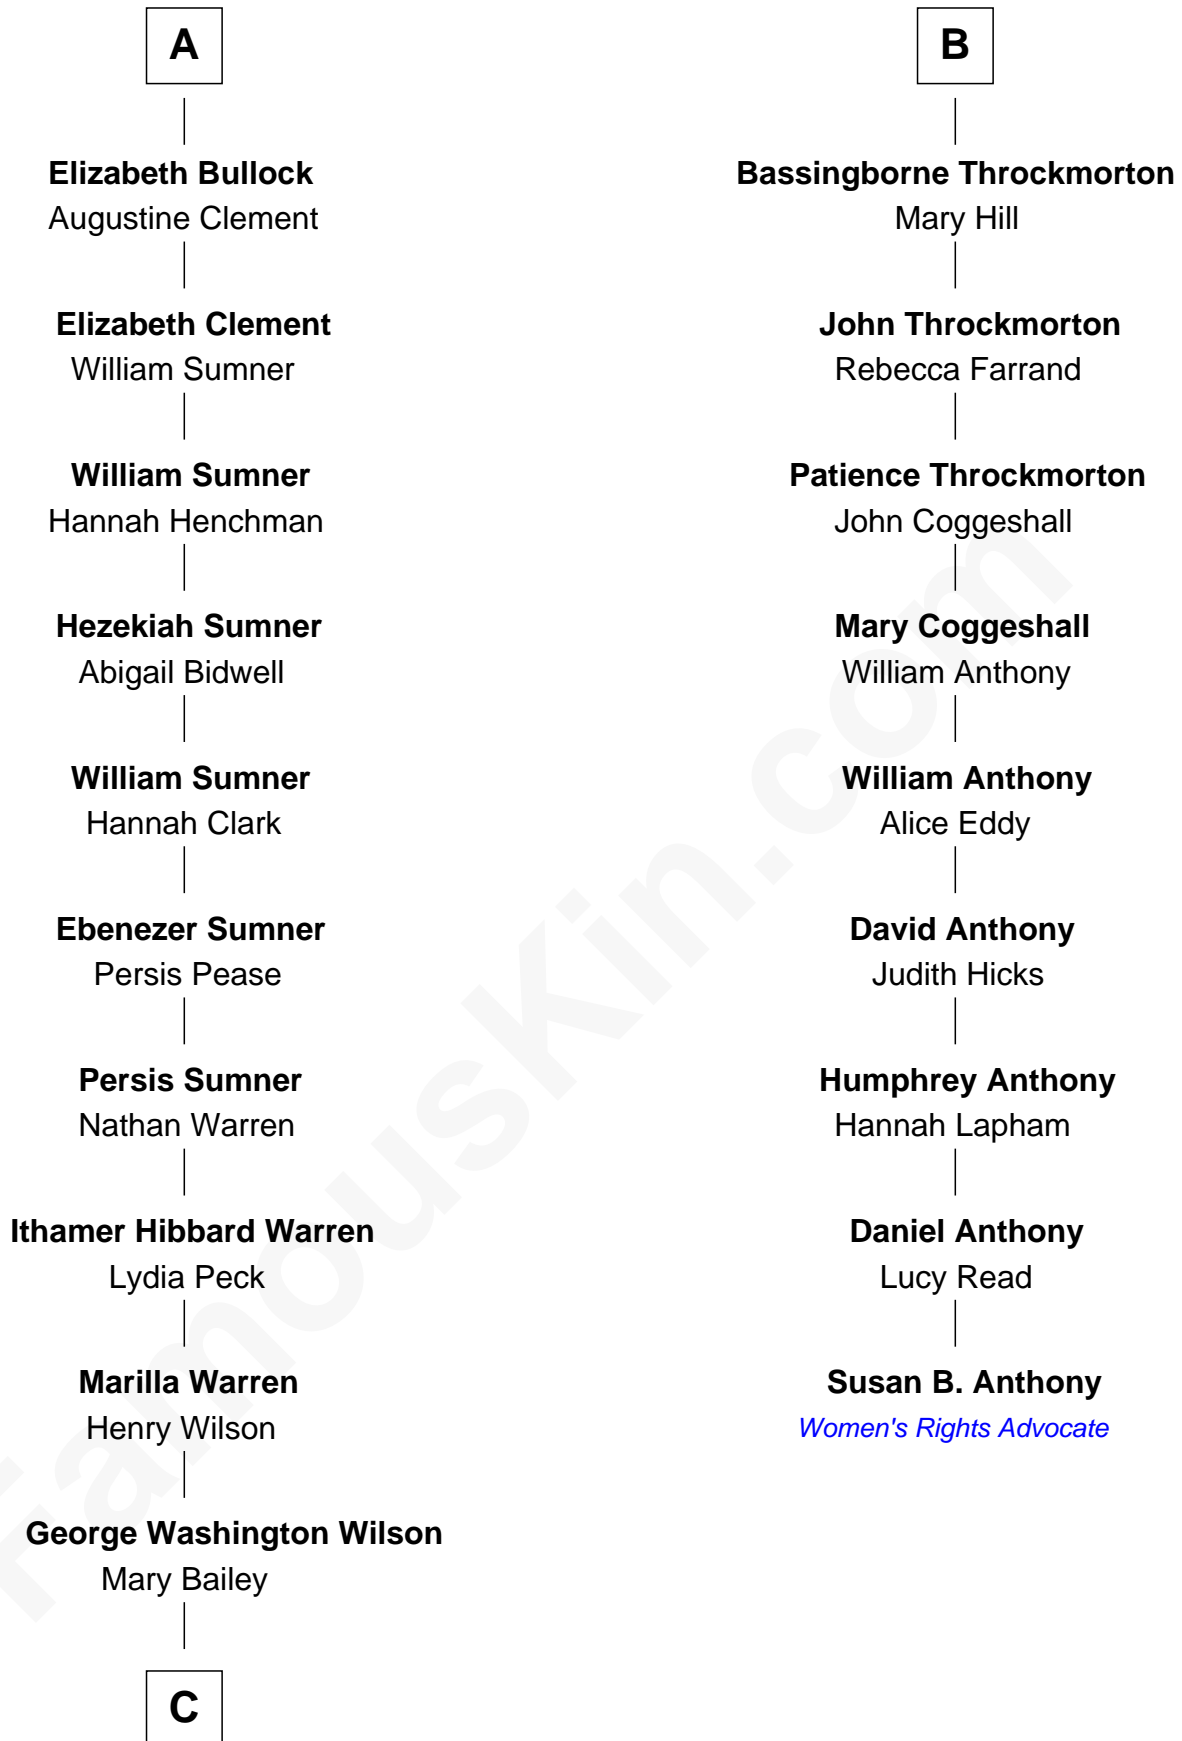 A
Elizabeth Bullock
Augustine Clement
Elizabeth Clement
William Sumner
William Sumner
Hannah Henchman
Hezekiah Sumner
Abigail Bidwell
William Sumner
Hannah Clark
Ebenezer Sumner
Persis Pease
Persis Sumner
Nathan Warren
Ithamer Hibbard Warren
Lydia Peck
Marilla Warren
Henry Wilson
George Washington Wilson
Mary Bailey
C
B
Bassingborne Throckmorton
Mary Hill
John Throckmorton
Rebecca Farrand
Patience Throckmorton
John Coggeshall
Mary Coggeshall
William Anthony
William Anthony
Alice Eddy
David Anthony
Judith Hicks
Humphrey Anthony
Hannah Lapham
Daniel Anthony
Lucy Read
Susan B. Anthony
Women's Rights Advocate
FamousKin.com